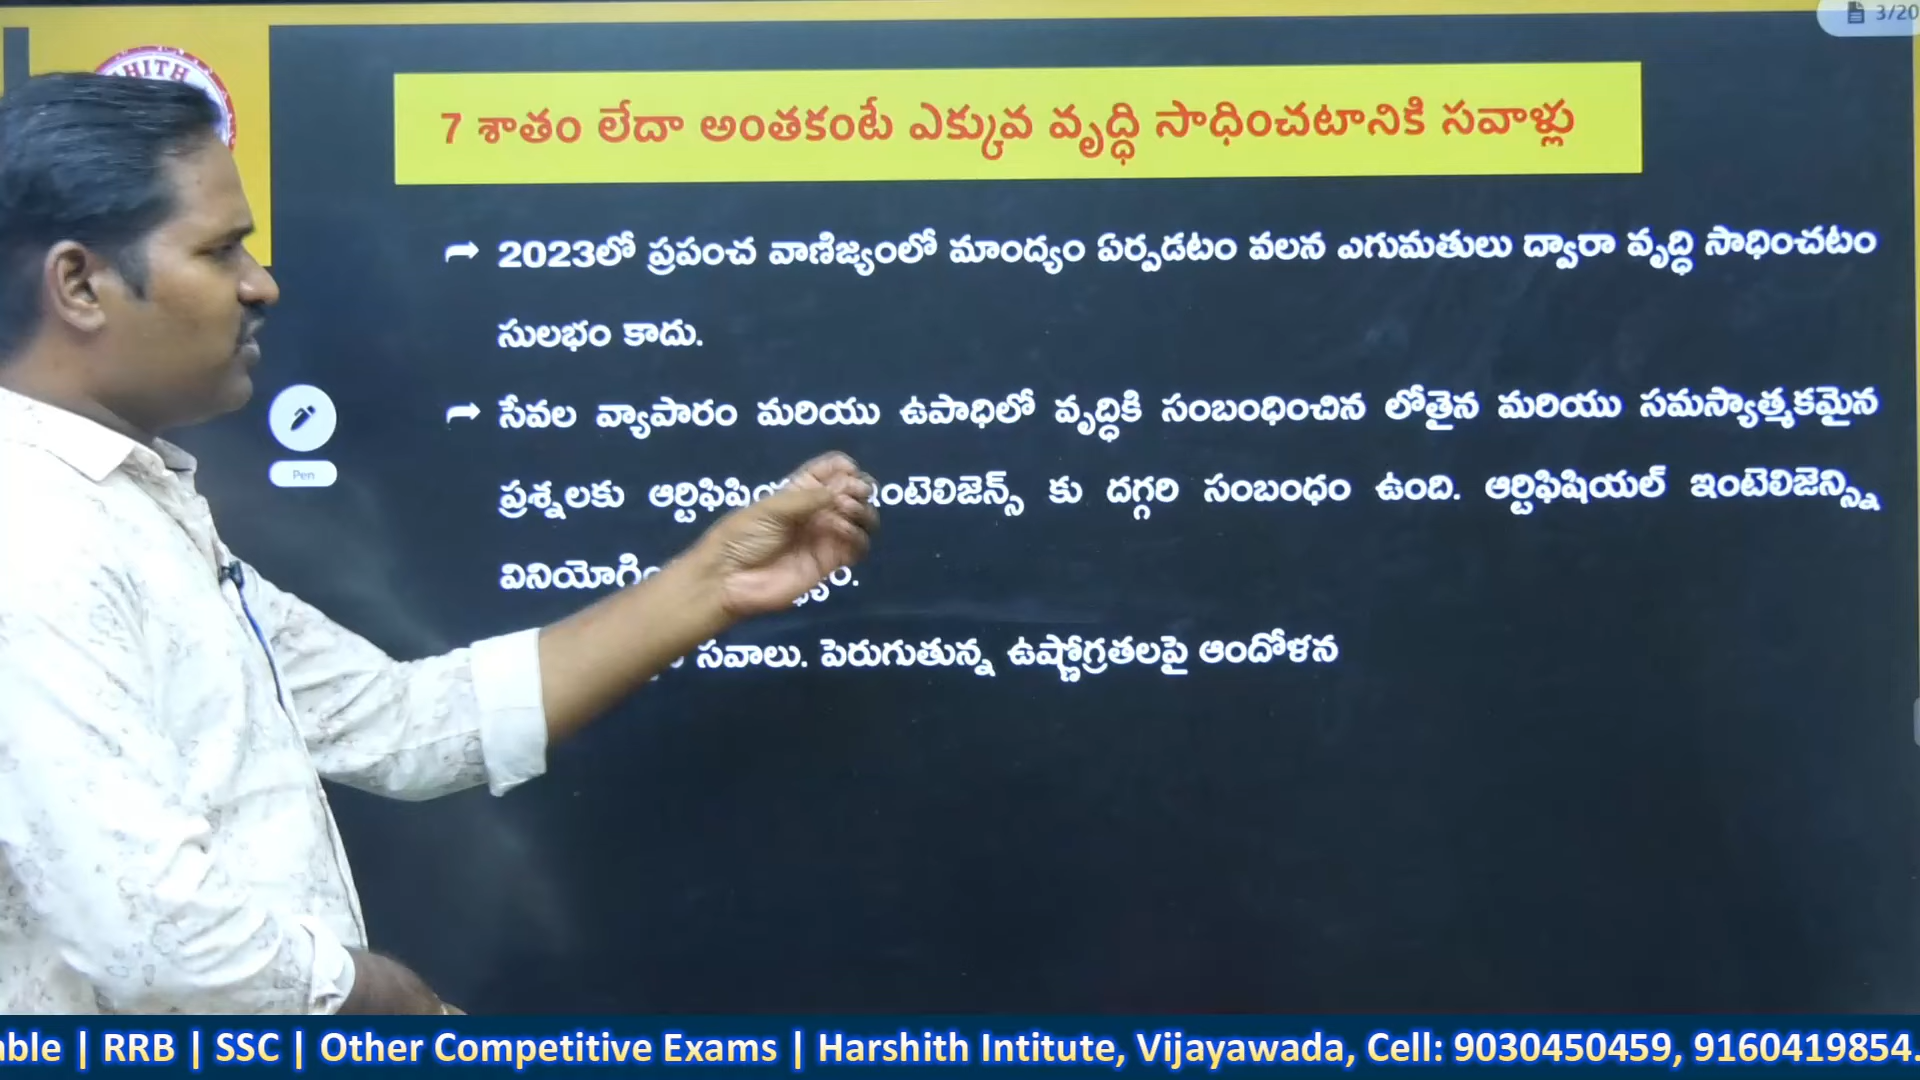 3/20
HITH
7 శాతం లేదా అంతకంటే ఎక్కువ వృద్ధి సాధించటానికి సవాళ్లు
2023లో ప్రపంచ వాణిజ్యంలో మాంద్యం ఏర్పడటం వలన ఎగుమతులు ద్వారా వృద్ధి సాధించటం
సులభం కాదు.
సేవల వ్యాపారం మరియు ఉపాధిలో వృద్ధికి సంబంధించిన లోతైన మరియు సమస్యాత్మకమైన
ప్రశ్నలకు ఇంటెలిజెన్స్ కు దగ్గరి సంబంధం ఉంది. ఆర్టిఫిషియల్ ఇంటెలిజెన్స్ని
Pen
సవాలు. పెరుగుతున్న ఉష్ణోగ్రతలపై ఆందోళన
able | RRB | SSC | Other Competitive Exams | Harshith Intitute, Vijayawada, Cell: 9030450459, 9160419854.